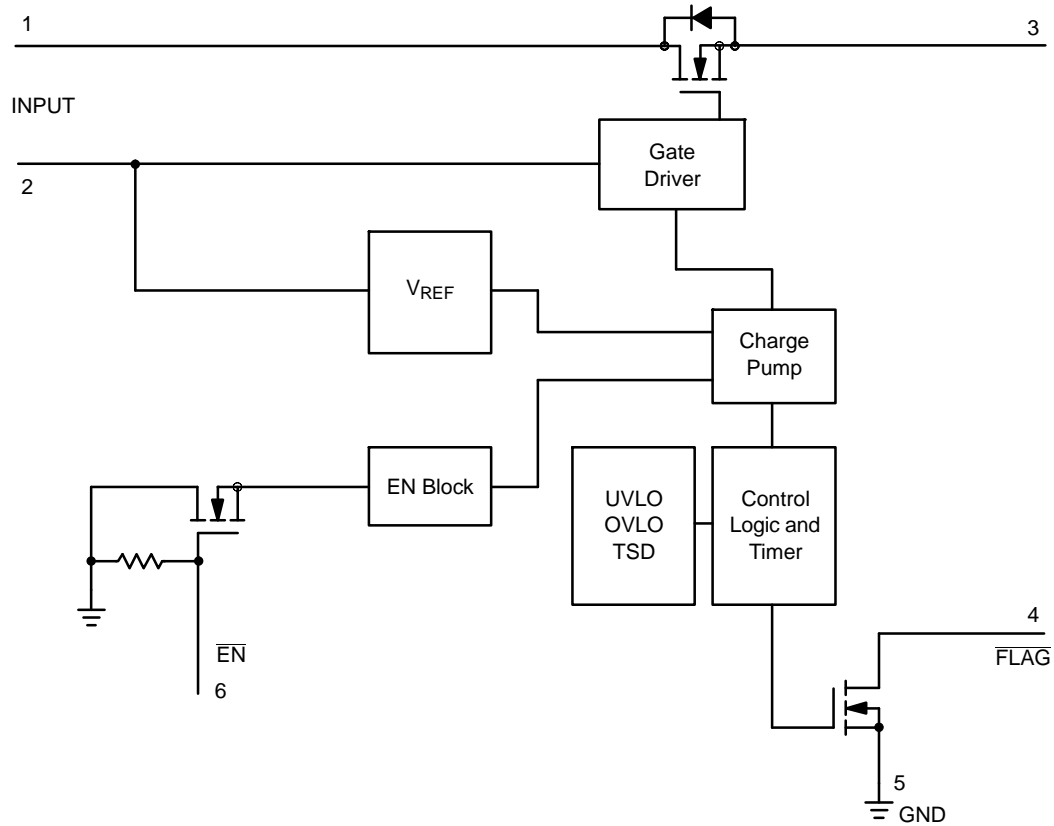 1
3
INPUT
Gate
Driver
2
VREF
Charge
Pump
EN Block
UVLO
OVLO
TSD
Control
Logic and
Timer
4
EN
FLAG
6
5
GND